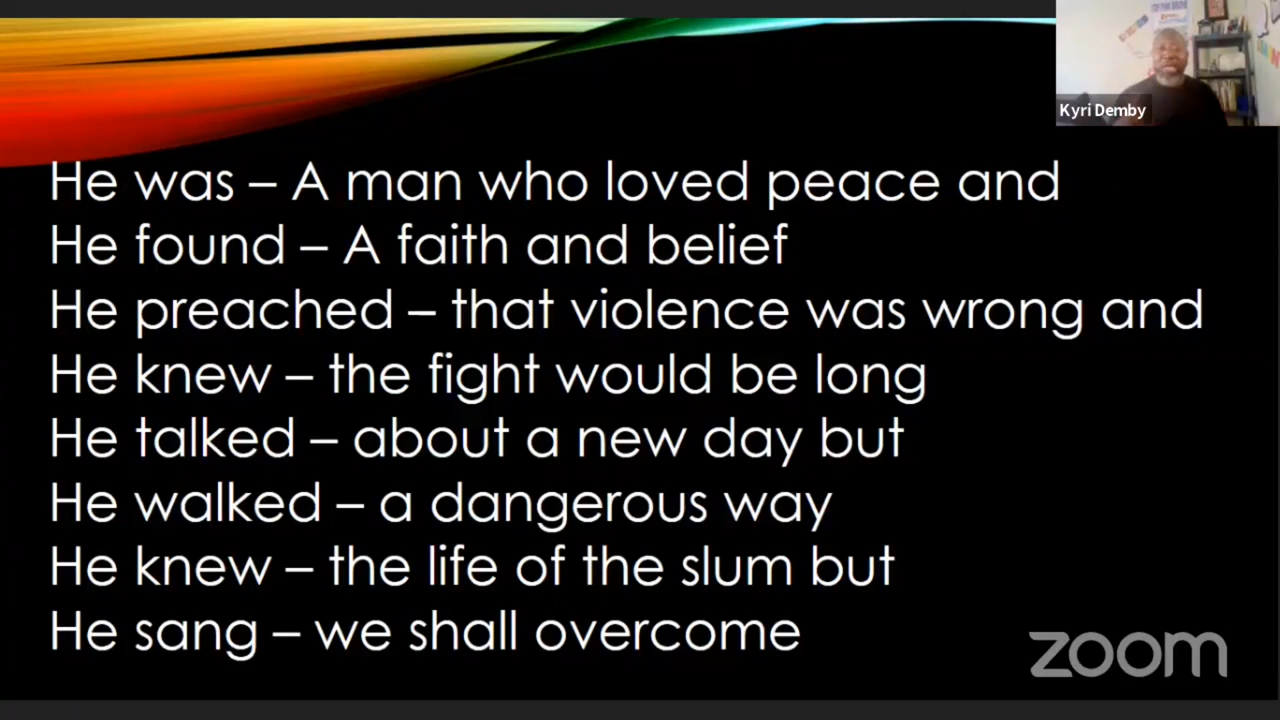 Kyri Demby
He was – A man who loved peace and
He found – A faith and belief
He preached – that violence was wrong and
He knew – the fight would be long
He talked – about a new day but
He walked – a dangerous way
He knew – the life of the slum but
He sang – we shall overcome
zoom